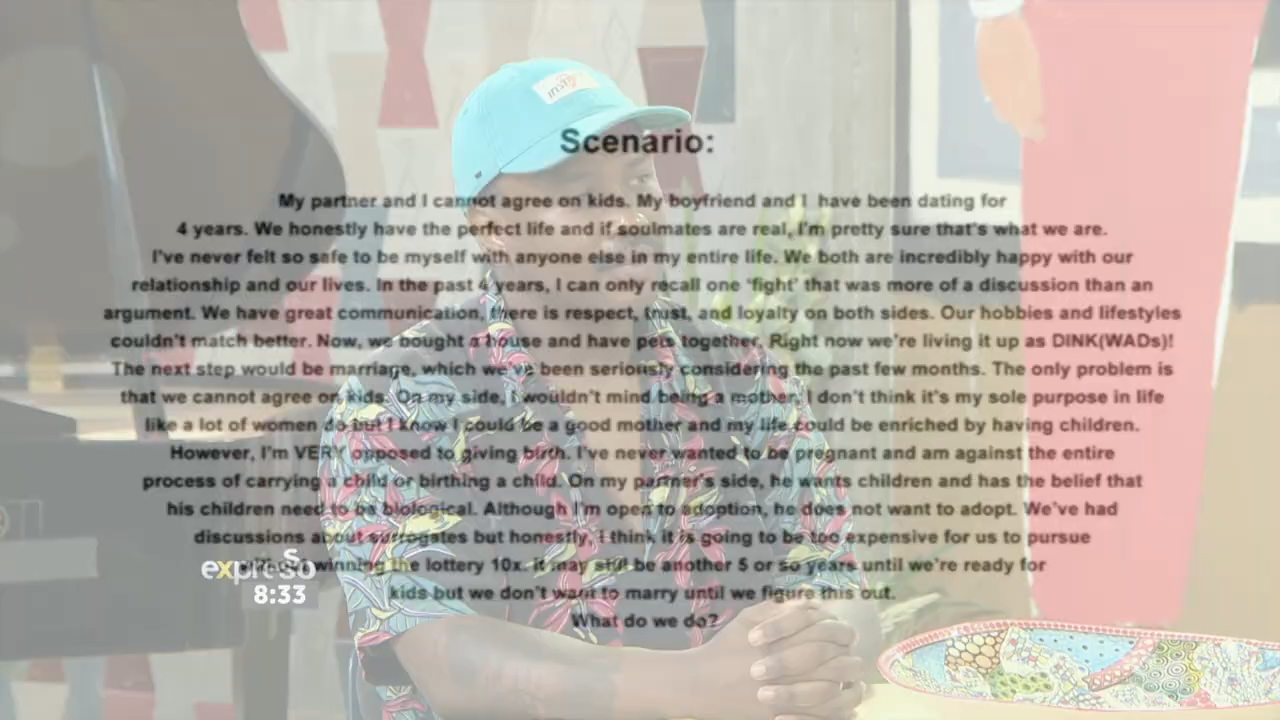 Scenario:
My partner and I cannot agree on kids. My boyfriend and I have been dating for
4 years. We honestly have the perfect life and if soulmates are real, I'm pretty sure that's what we are.
I've never felt so safe to be myself with anyone else in my entire life. We both are incredibly happy with our
relationship and our lives. In the past 4 years, I can only recall one 'fight' that was more of a discussion than an
argument. We have great communication, there is respect, trust, and loyalty on both sides. Our hobbies and lifestyles
couldn't match better. Now, we bought a house and have pets together. Right now we're living it up as DINK(WADs)!
The next step would be marriage, which we've been seriously considering the past few months. The only problem is
that we cannot agree on kids. On my side, I wouldn't mind being a mother, I don't think it's my sole purpose in life
like a lot of women do but I know I could be a good mother and my life could be enriched by having children.
However, I'm VERY opposed to giving birth. I've never wanted to be pregnant and am against the entire
process of carrying a child or birthing a child. On my partner's side, he wants children and has the belief that
his children need to be biological. Although I'm open to adoption, he does not want to adopt. We've had
discussions about surrogates but honestly, I think it is going to be too expensive for us to pursue
winning the lottery 10x. It may still be another 5 or so years until we're ready for
kids but we don't want to marry until we figure this out.
What do we do?
expresso
8:33